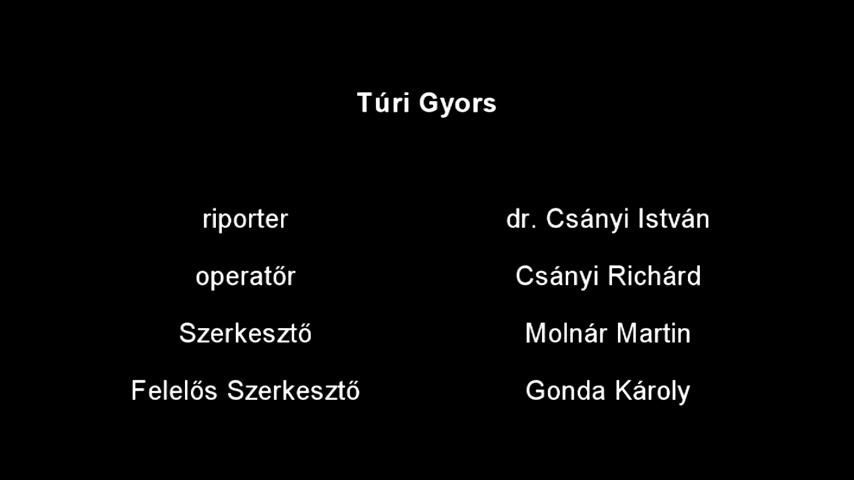 Túri Gyors
riporter dr. Csányi István
operatőr Csányi Richárd
Szerkesztő Molnár Martin
Felelős Szerkesztő Gonda Károly